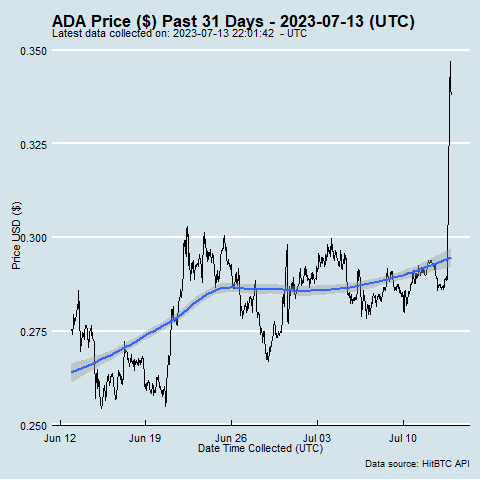 ADA Price ($) Past 31 Days - 2023-07-13 (UTC)
Latest data collected on: 2023-07-13 22:01:42  - UTC
0.350
0.325
0.300
0.275
0.250
Price USD ($)
Jun 12 Jun 19 Jun 26 Jul 03 Jul 10
Date Time Collected (UTC)
Data source: HitBTC API